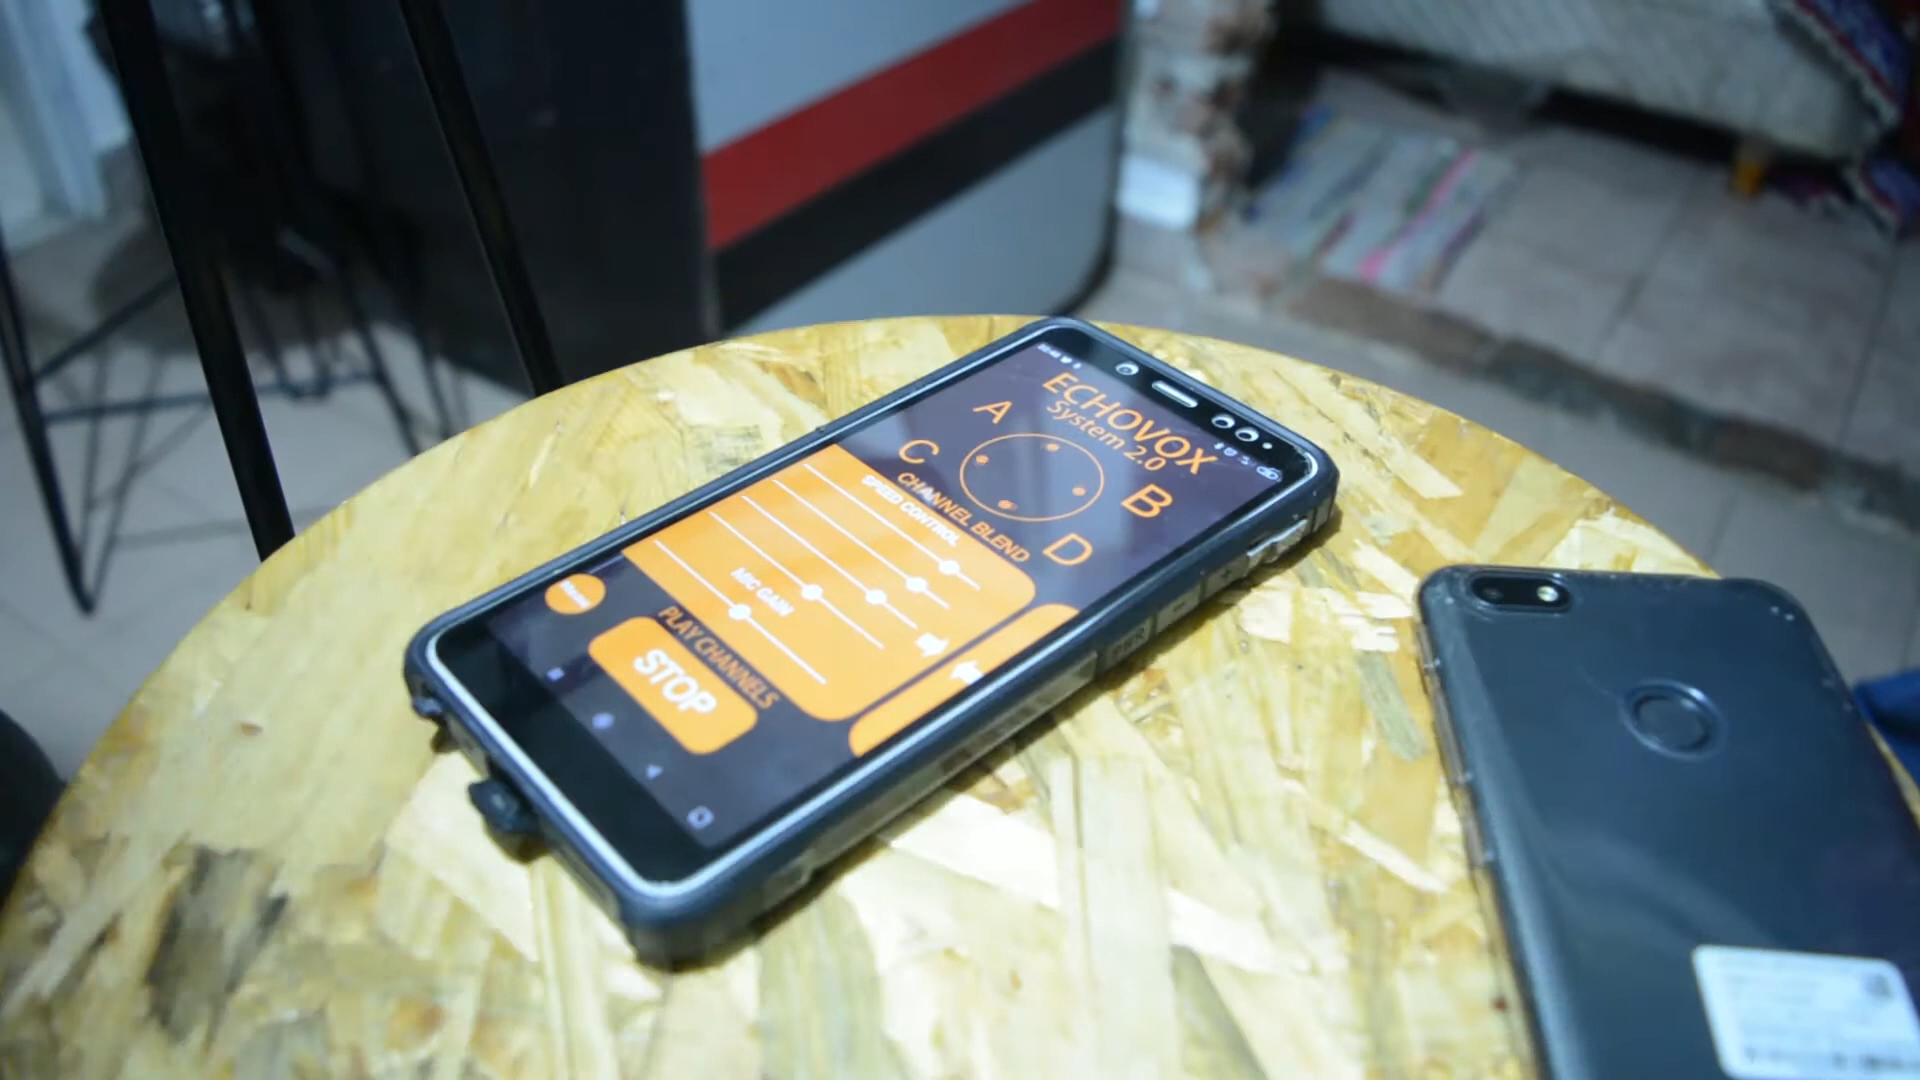 ECHOVOX
System 2.0
A
B
C
D
CHANNEL BLEND
SPEED CONTROL
MIC GAIN
PLAY CHANNELS
STOP